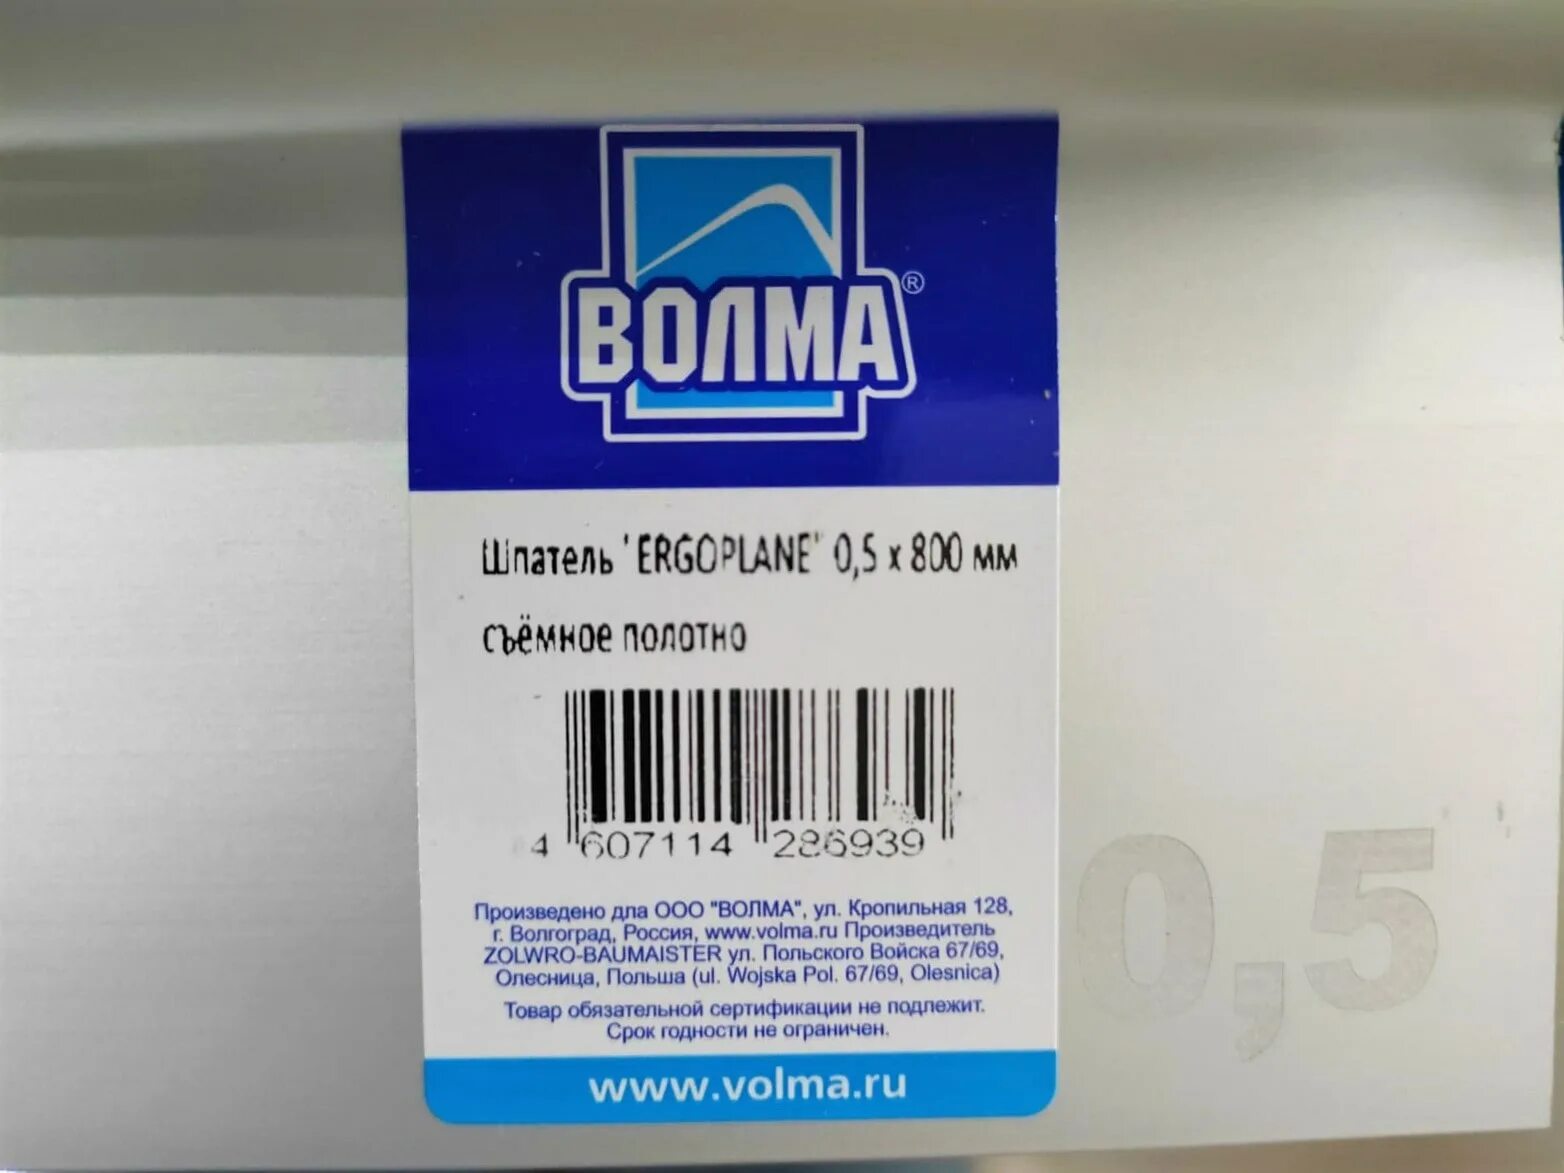 ВОЛМА®
Шпатель "ERGOPLANE" 0,5 x 800 мм
съёмное полотно
4 607114 286939
Произведено для ООО "ВОЛМА", ул. Кропильная 128,
г. Волгоград, Россия, www.volma.ru Производитель
ZOLWRO-BAUMAISTER ул. Польского Войска 67/69,
Олесница, Польша (ul. Wojska Pol. 67/69, Olesnica)
Товар обязательной сертификации не подлежит.
Срок годности не ограничен.
www.volma.ru
0,5